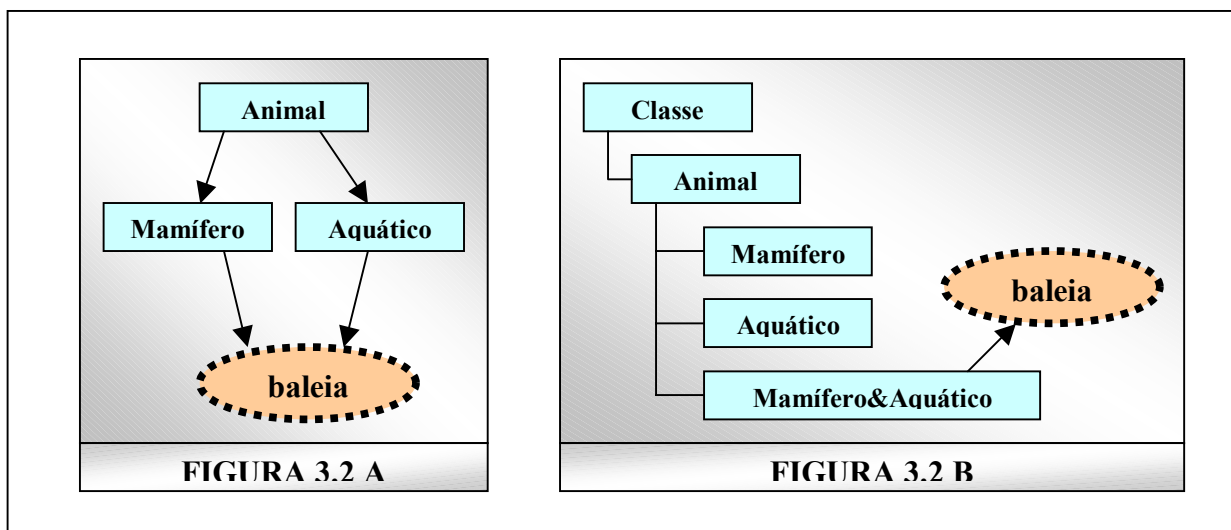 Animal
Mamífero
Aquático
baleia
FIGURA 3.2 A
Classe
Animal
Mamífero
Aquático
baleia
Mamífero&Aquático
FIGURA 3.2 B